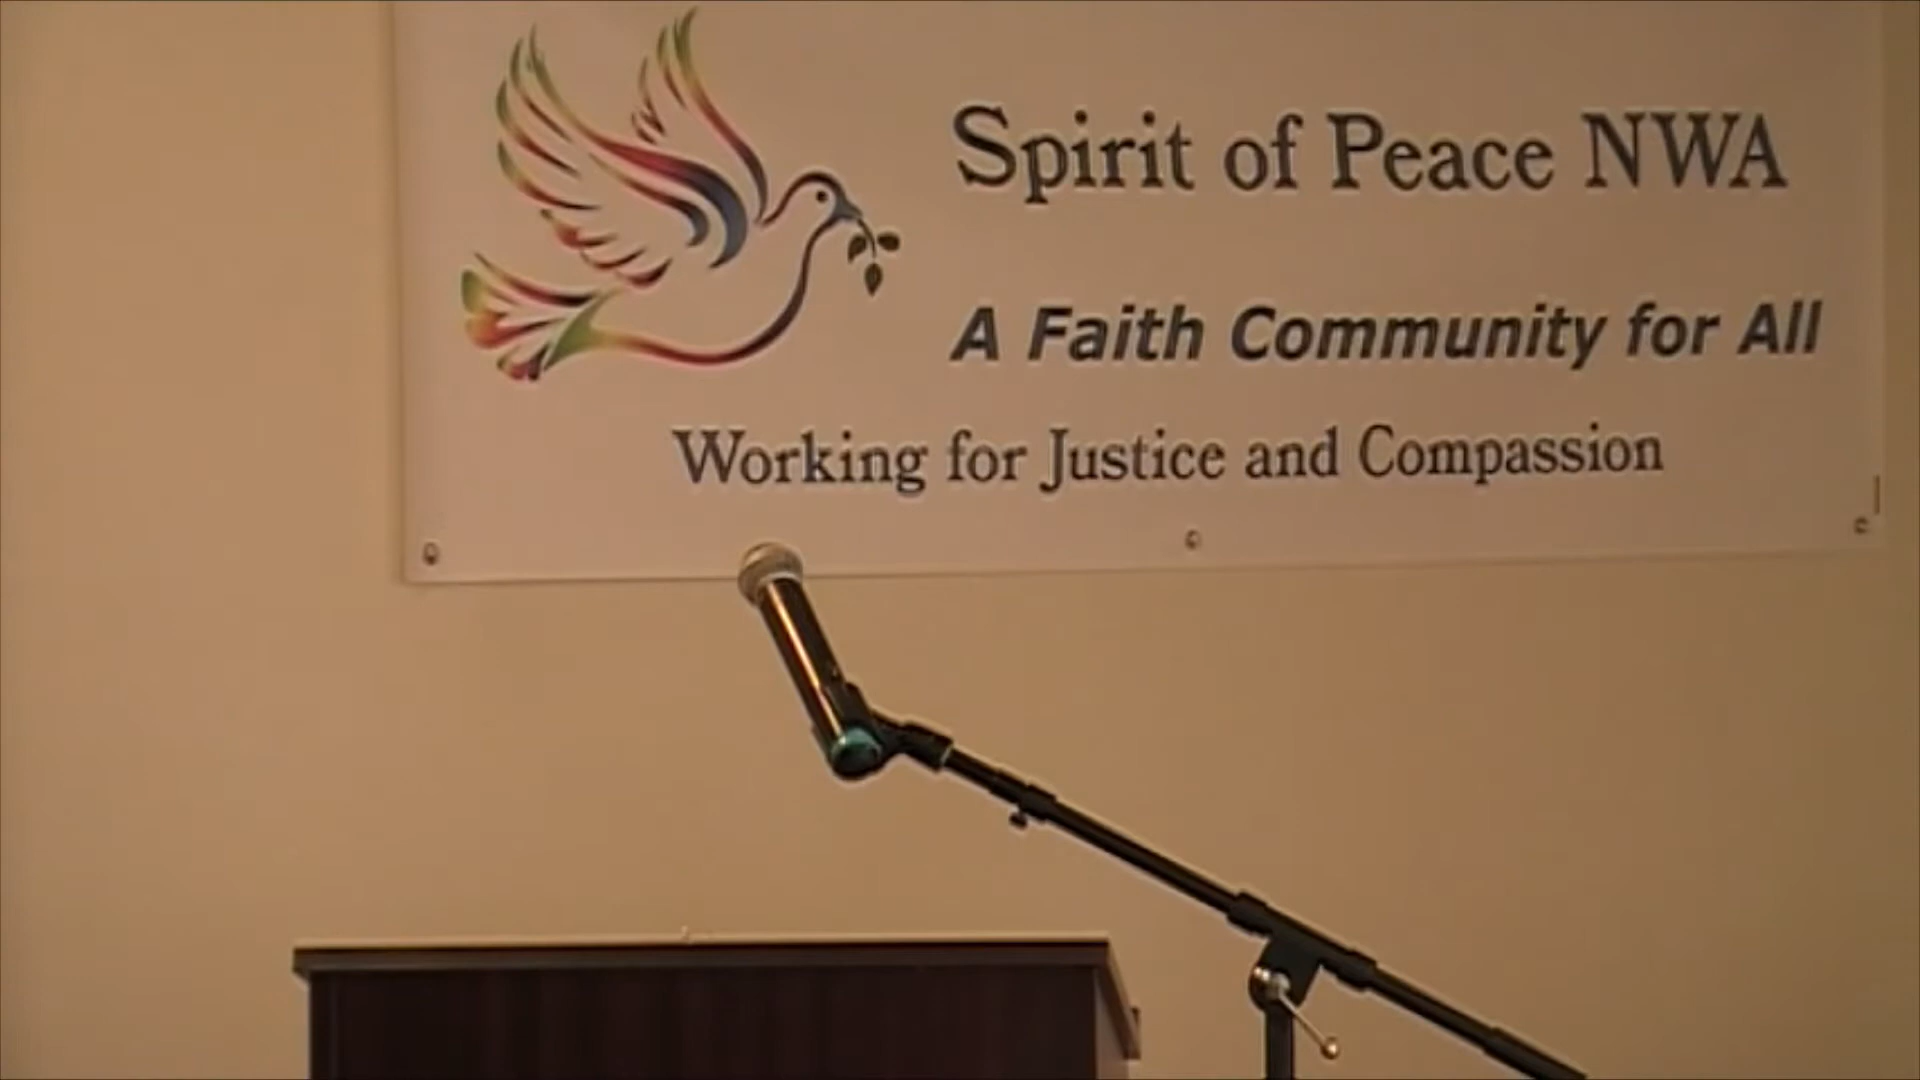 Spirit of Peace NWA
A Faith Community for All
Working for Justice and Compassion